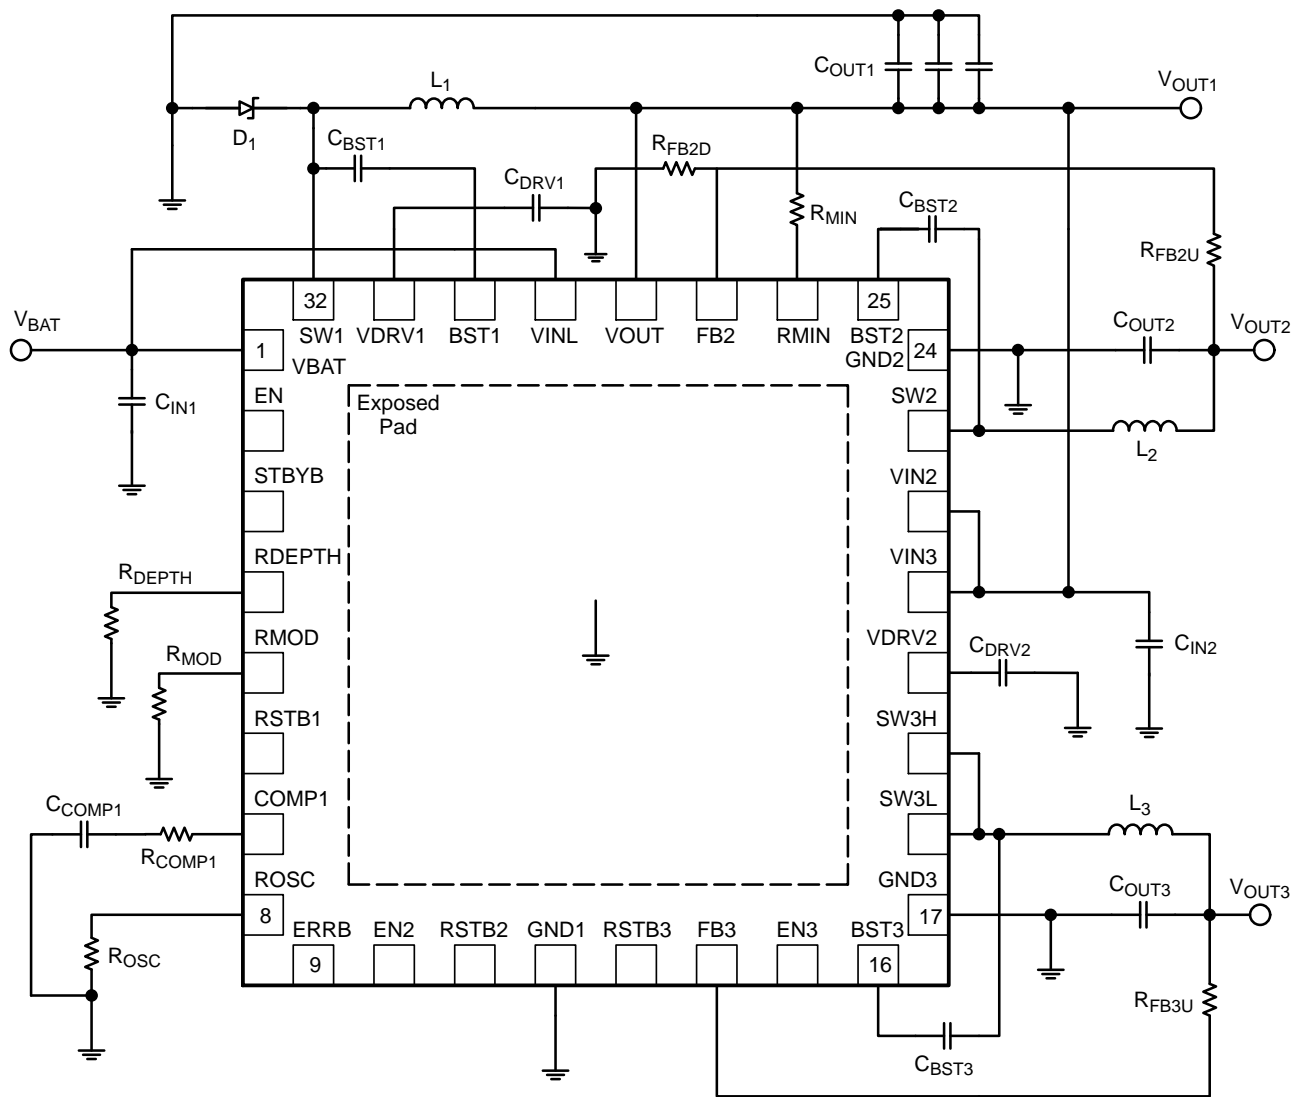 COUT1
L1
VOUT1
D1
CBST1
RFB2D
CDRV1
CBST2
RMIN
RFB2U
32
25
VBAT
SW1
VDRV1
BST1
VINL
VOUT
FB2
RMIN
BST2
COUT2
VOUT2
1
VBAT
GND2
24
CIN1
EN
Exposed
Pad
SW2
L2
STBYB
VIN2
RDEPTH
RDEPTH
VIN3
RMOD
RMOD
VDRV2
CDRV2
CIN2
RSTB1
SW3H
CCOMP1
COMP1
SW3L
L3
RCOMP1
ROSC
GND3
COUT3
VOUT3
8
17
ERRB
EN2
RSTB2
GND1
RSTB3
FB3
EN3
BST3
ROSC
9
16
RFB3U
CBST3